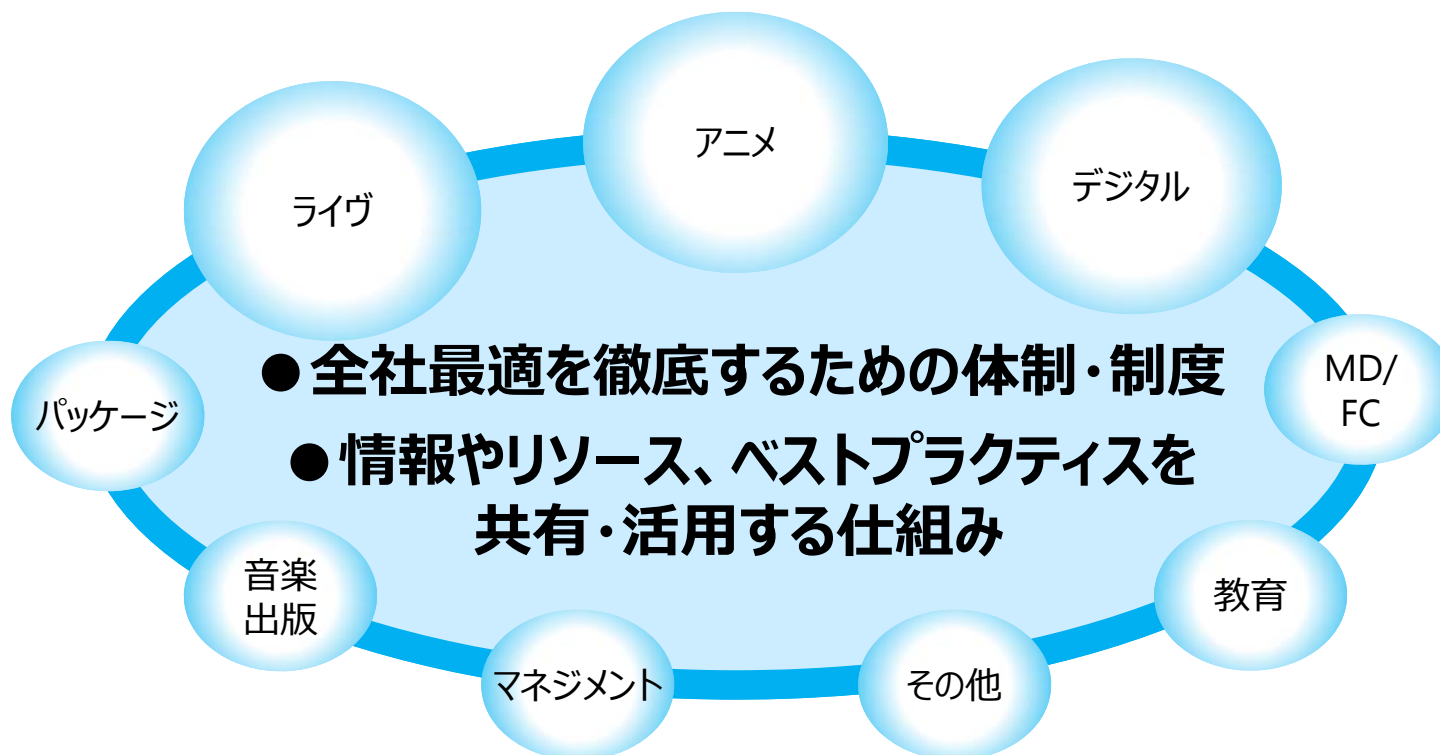 アニメ
デジタル
ライヴ
●全社最適を徹底するための体制・制度
MD/
FC
パッケージ
●情報やリソース、ベストプラクティスを
共有・活用する仕組み
音楽
出版
教育
マネジメント
その他